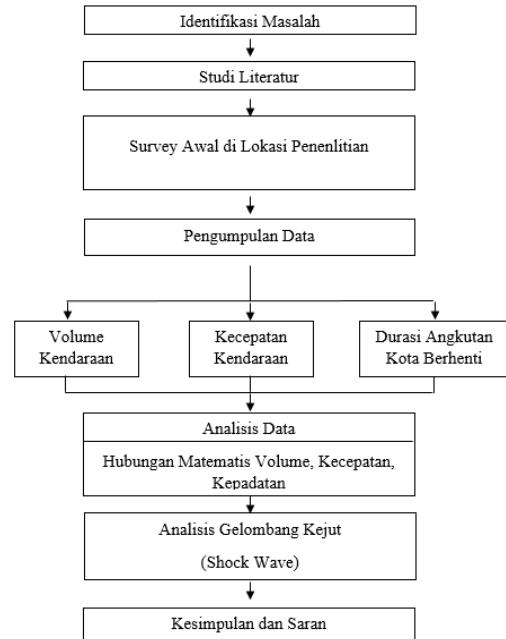 Identifikasi Masalah
Studi Literatur
Survey Awal di Lokasi Penenlitian
Pengumpulan Data
Volume
Kendaraan
Kecepatan
Kendaraan
Durasi Angkutan
Kota Berhenti
Analisis Data
Hubungan Matematis Volume, Kecepatan,
Kepadatan
Analisis Gelombang Kejut
(Shock Wave)
Kesimpulan dan Saran